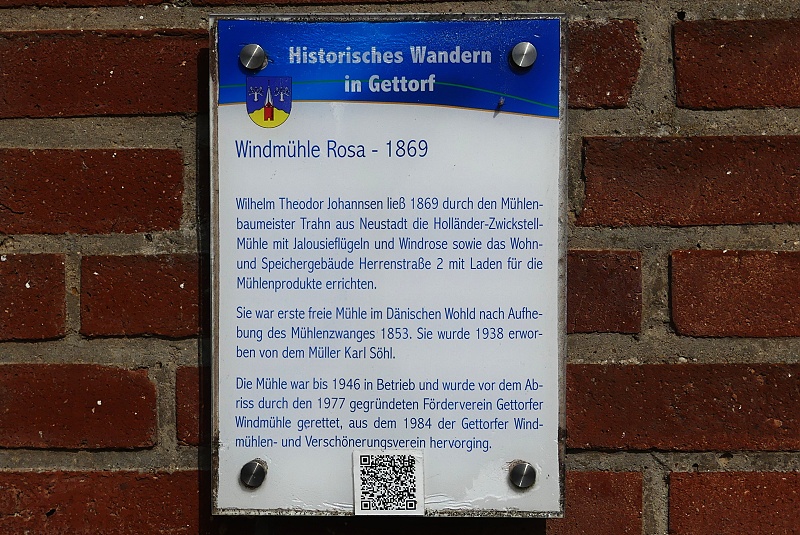 Historisches Wandern
in Gettorf
Windmühle Rosa - 1869
Wilhelm Theodor Johannsen ließ 1869 durch den Mühlen-
baumeister Trahn aus Neustadt die Holländer-Zwickstell-
Mühle mit Jalousieflügeln und Windrose sowie das Wohn-
und Speichergebäude Herrenstraße 2 mit Laden für die
Mühlenprodukte errichten.
Sie war erste freie Mühle im Dänischen Wohld nach Aufhe-
bung des Mühlenzwanges 1853. Sie wurde 1938 erwor-
ben von dem Müller Karl Söhl.
Die Mühle war bis 1946 in Betrieb und wurde vor dem Ab-
riss durch den 1977 gegründeten Förderverein Gettorfer
Windmühle gerettet, aus dem 1984 der Gettorfer Wind-
mühlen- und Verschönerungsverein hervorging.